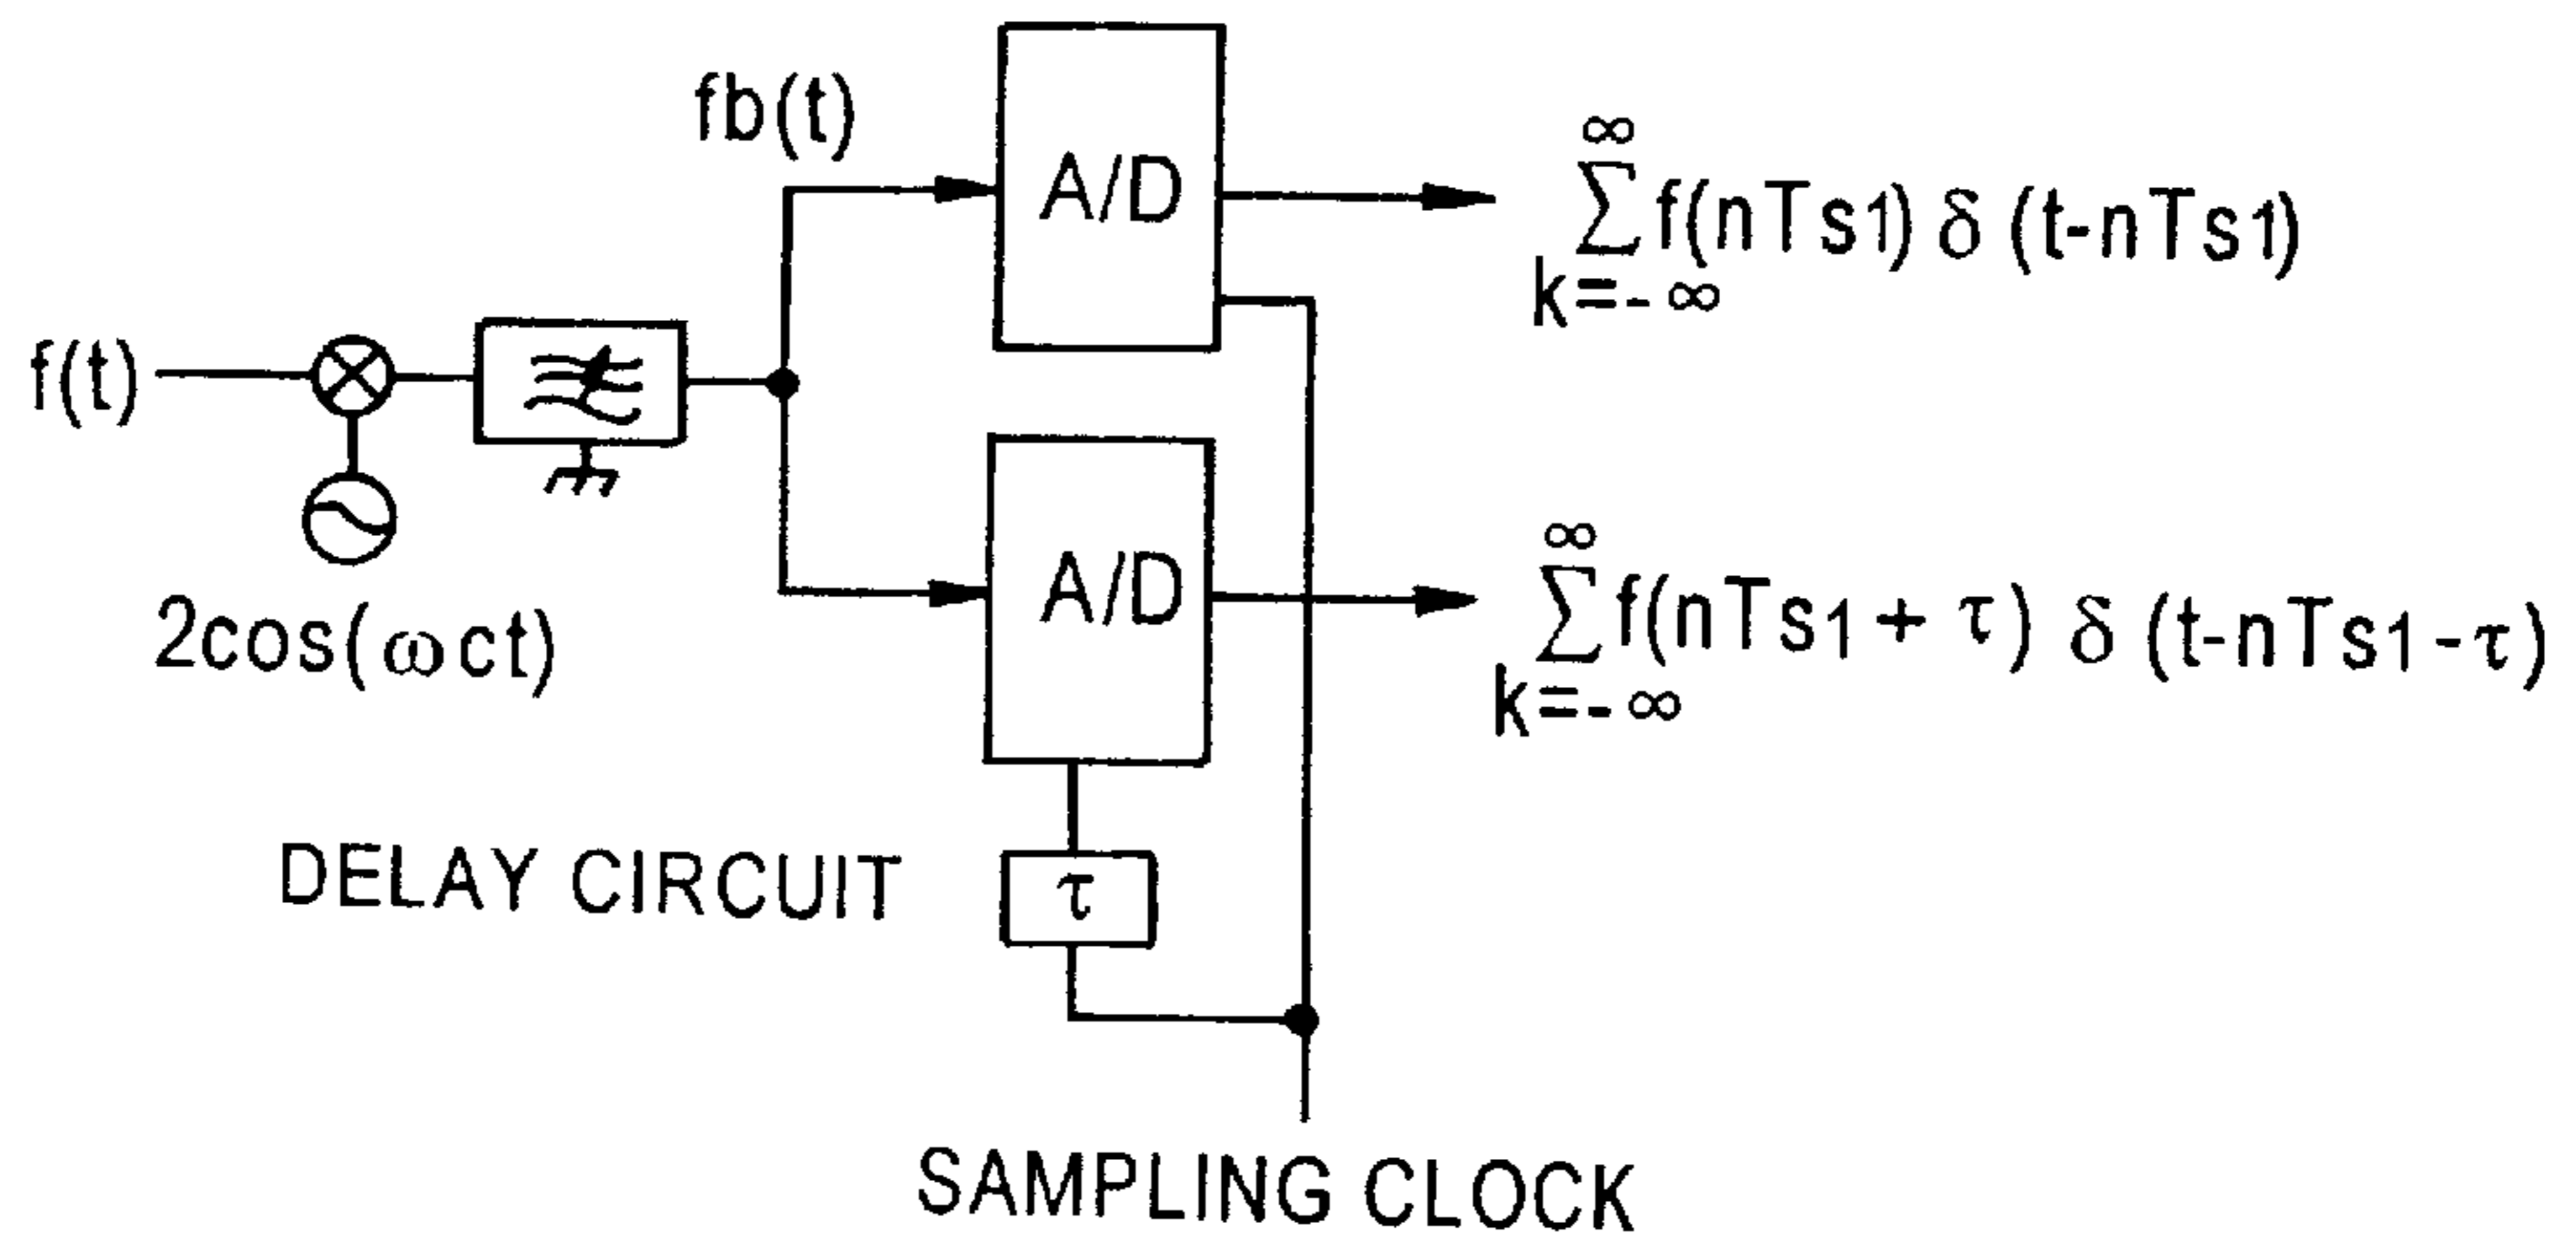 fb(t)
A/D
∞
∑f(nTs1) δ (t-nTs1)
k=-∞
f(t)
2cos(ωct)
A/D
∞
∑f(nTs1 + τ) δ (t-nTs1-τ)
k=-∞
DELAY CIRCUIT
τ
SAMPLING CLOCK